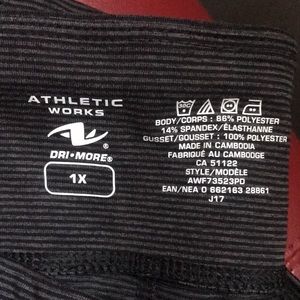 ATHLETIC
WORKS
DRI•MORE®
1X
BODY/CORPS : 86% POLYESTER
14% SPANDEX/ÉLASTHANNE
GUSSET/GOUSSET : 100% POLYESTER
MADE IN CAMBODIA
FABRIQUÉ AU CAMBODGE
CA 51122
STYLE/MODÈLE
AWF73523PD
EAN/NEA 0 662163 28861
J17